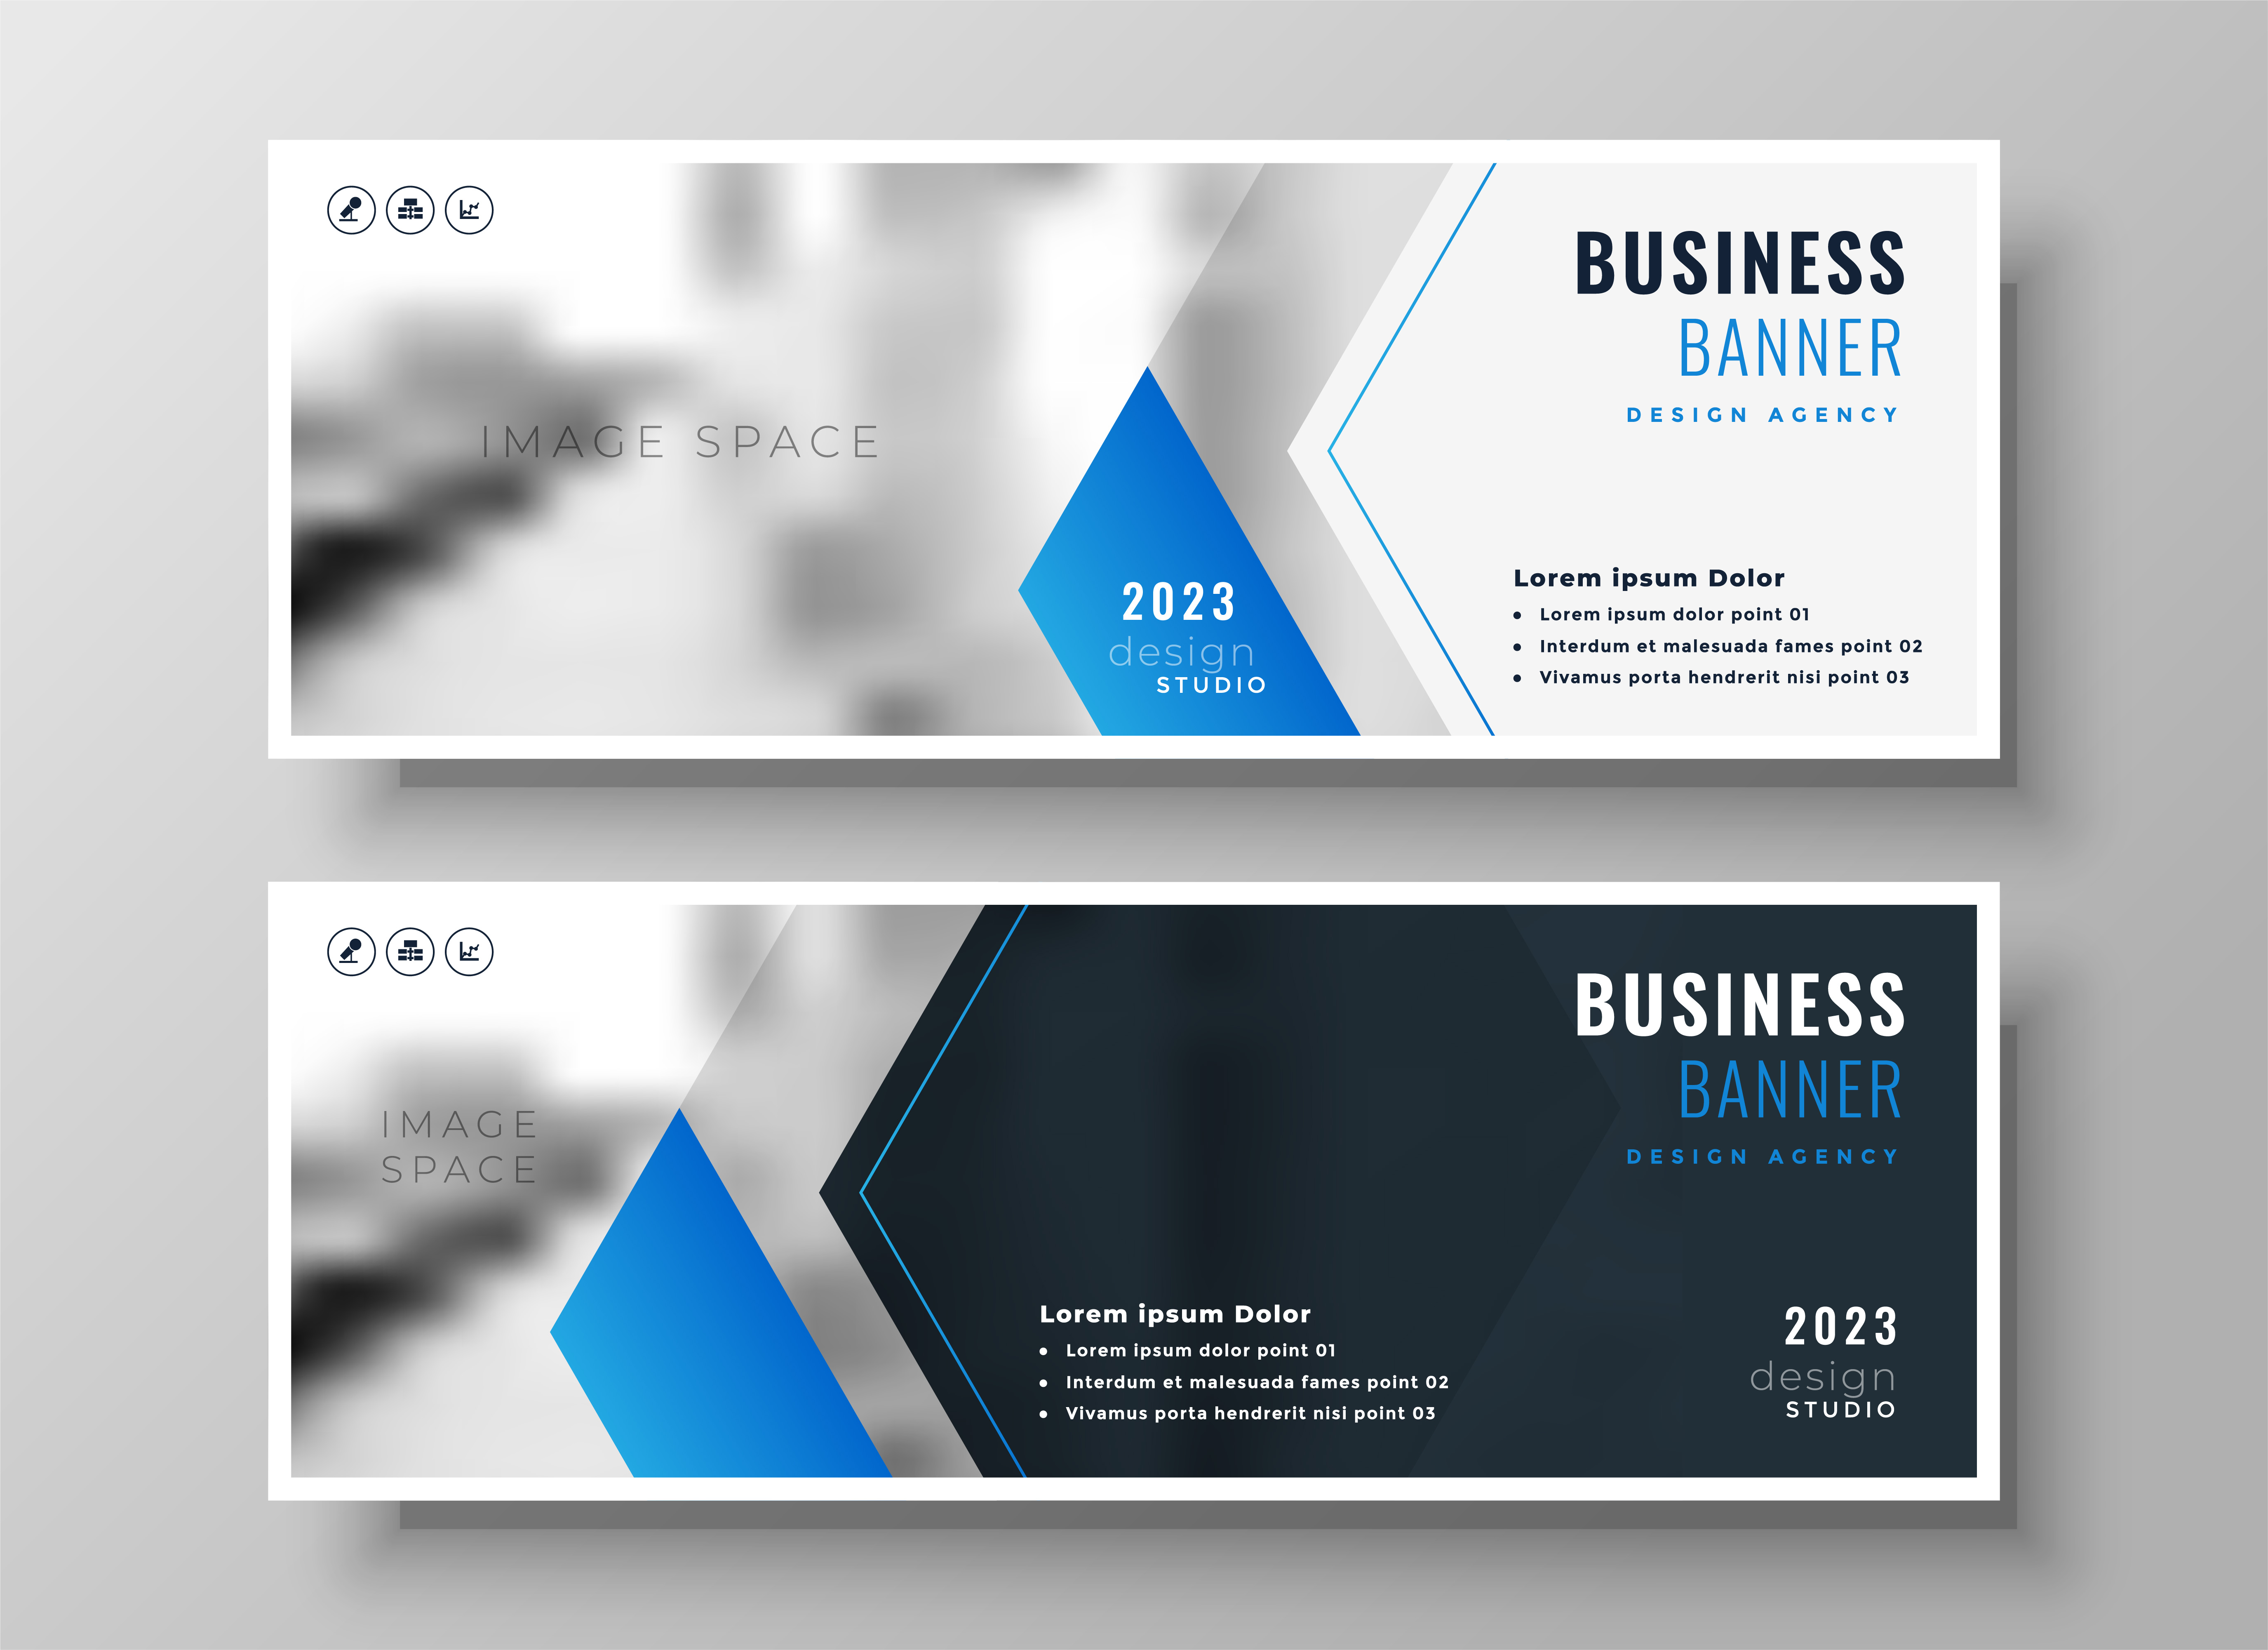 BUSINESS
BANNER
DESIGN AGENCY
IMAGE SPACE
Lorem ipsum Dolor
• Lorem ipsum dolor point 01
• Interdum et malesuada fames point 02
• Vivamus porta hendrerit nisi point 03
2023
design
STUDIO
BUSINESS
BANNER
DESIGN AGENCY
IMAGE
SPACE
Lorem ipsum Dolor
• Lorem ipsum dolor point 01
• Interdum et malesuada fames point 02
• Vivamus porta hendrerit nisi point 03
2023
design
STUDIO